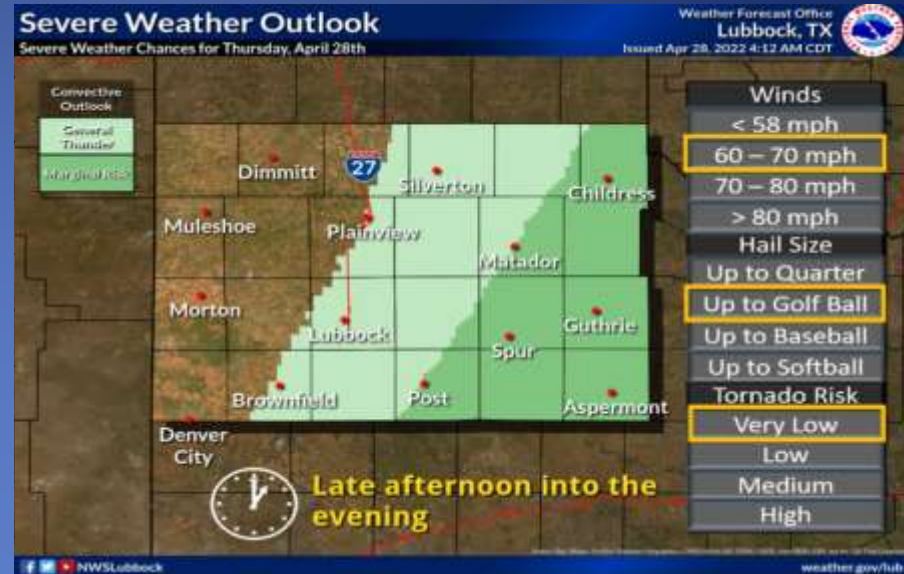 Severe Weather Outlook
Severe Weather Chances for Thursday, April 28th
Weather Forecast Office
Lubbock, TX
Issued Apr 28, 2022 4:12 AM CDT
Convective
Outlook
General
Thunder
Marginal Risk
27
Dimmitt
Silverton
Childress
Muleshoe
Plainview
Matador
Morton
Lubbock
Guthrie
Spur
Brownfield
Post
Aspermont
Denver
City
Late afternoon into the
evening
Winds
< 58 mph
60 – 70 mph
70 – 80 mph
> 80 mph
Hail Size
Up to Quarter
Up to Golf Ball
Up to Baseball
Up to Softball
Tornado Risk
Very Low
Low
Medium
High
NWSLubbock
weather.gov/lub